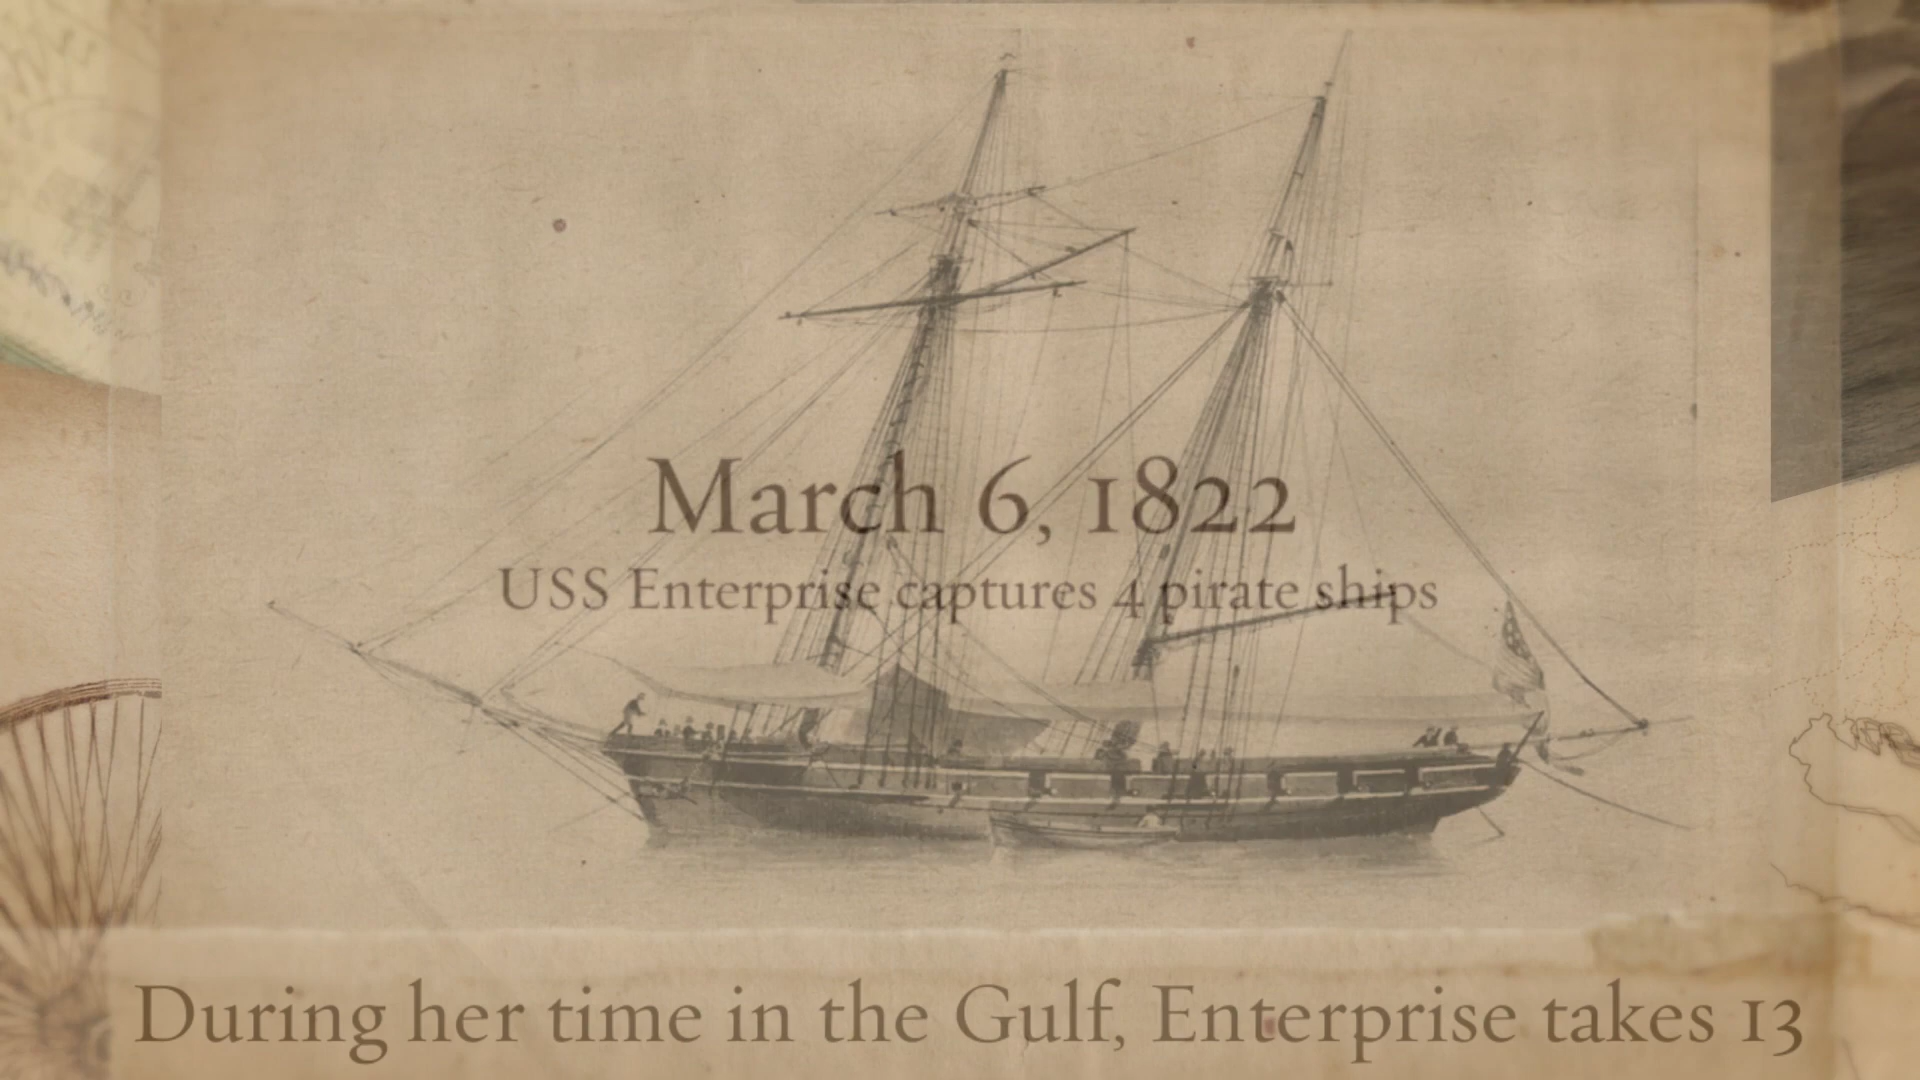 March 6, 1822
USS Enterprise captures 4 pirate ships
During her time in the Gulf, Enterprise takes 13